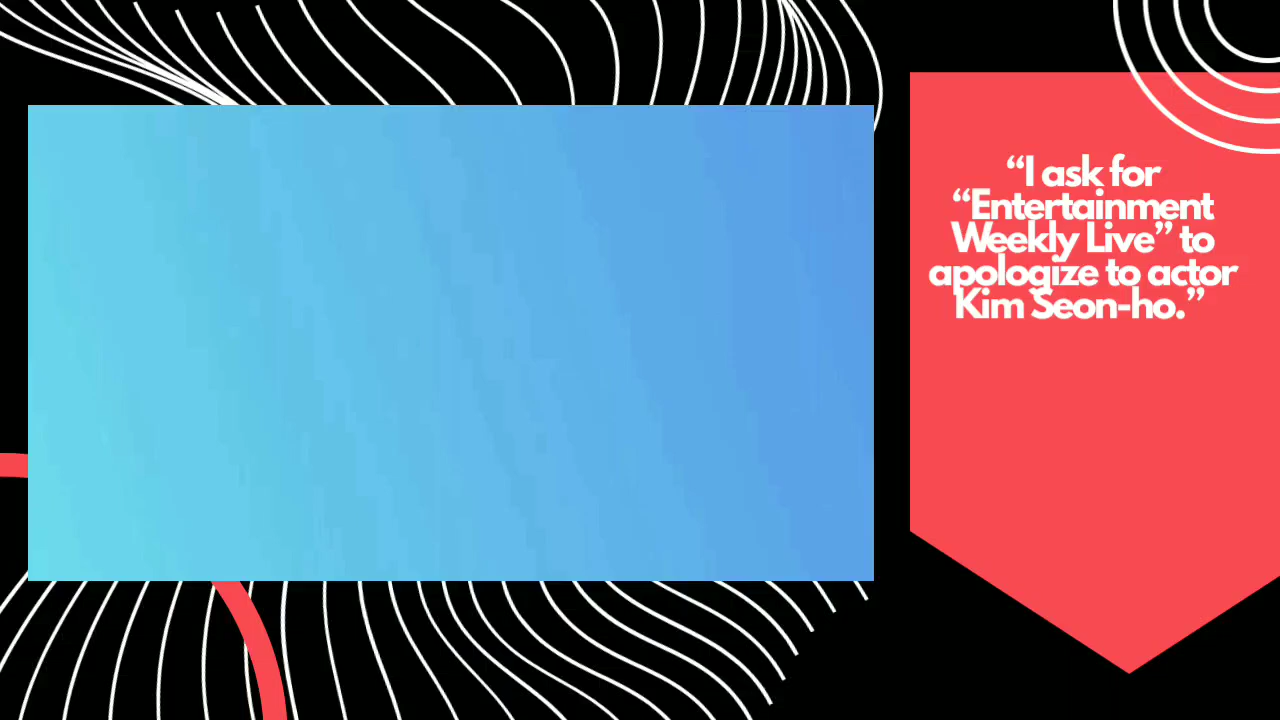 “I ask for
“Entertainment
Weekly Live” to
apologize to actor
Kim Seon-ho.”